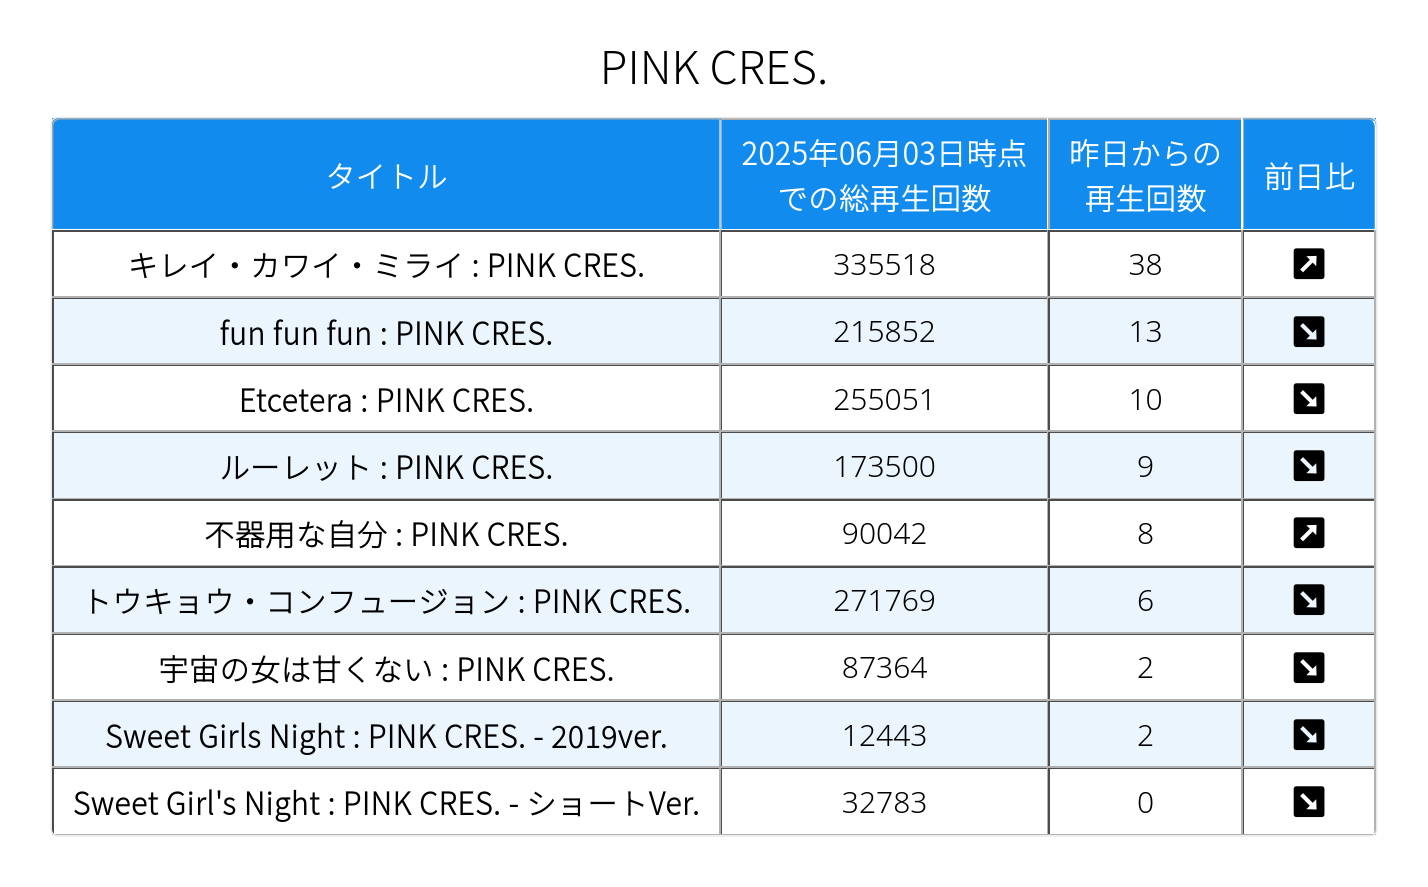 PINK CRES.
タイトル
2025年06月03日時点
での総再生回数
昨日からの
再生回数
前日比
キレイ・カワイ・ミライ : PINK CRES. 335518 38 ↗
fun fun fun : PINK CRES. 215852 13 ↘
Etcetera : PINK CRES. 255051 10 ↘
ルーレット : PINK CRES. 173500 9 ↘
不器用な自分 : PINK CRES. 90042 8 ↗
トウキョウ・コンフュージョン : PINK CRES. 271769 6 ↘
宇宙の女は甘くない : PINK CRES. 87364 2 ↘
Sweet Girls Night : PINK CRES. - 2019ver. 12443 2 ↘
Sweet Girl's Night : PINK CRES. - ショートVer. 32783 0 ↘